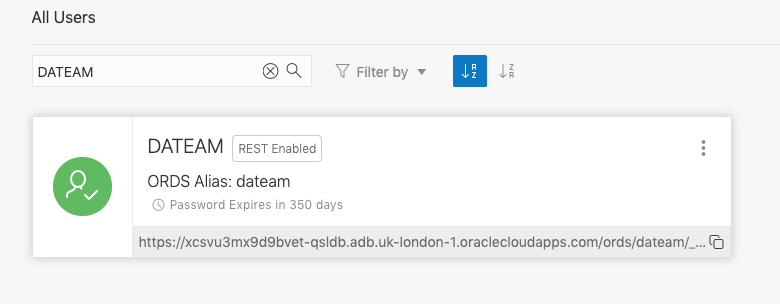 All Users
DATEAM
Filter by
DATEAM REST Enabled
ORDS Alias: dateam
Password Expires in 350 days
https://xcsvu3mx9d9bvet-qsldb.adb.uk-london-1.oraclecloudapps.com/ords/dateam/_...